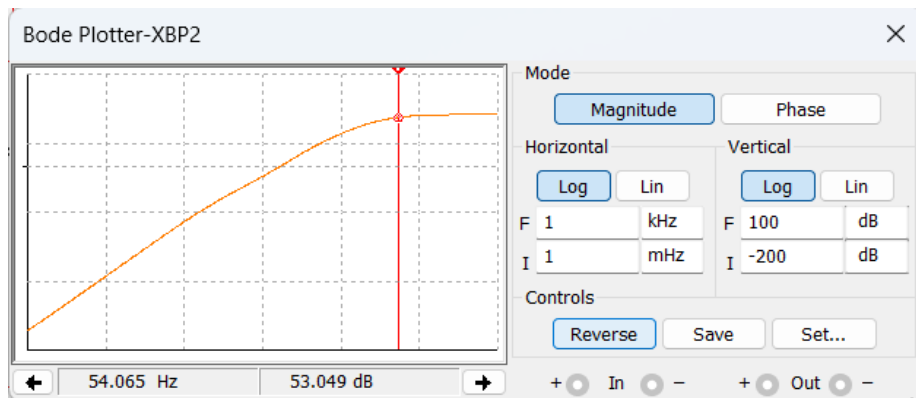 Bode Plotter-XBP2
Mode
Magnitude
Phase
Horizontal
Log
Lin
F
1
kHz
I
1
mHz
Vertical
Log
Lin
F
100
dB
I
-200
dB
Controls
Reverse
Save
Set...
54.065 Hz
53.049 dB
+ In -
+ Out -